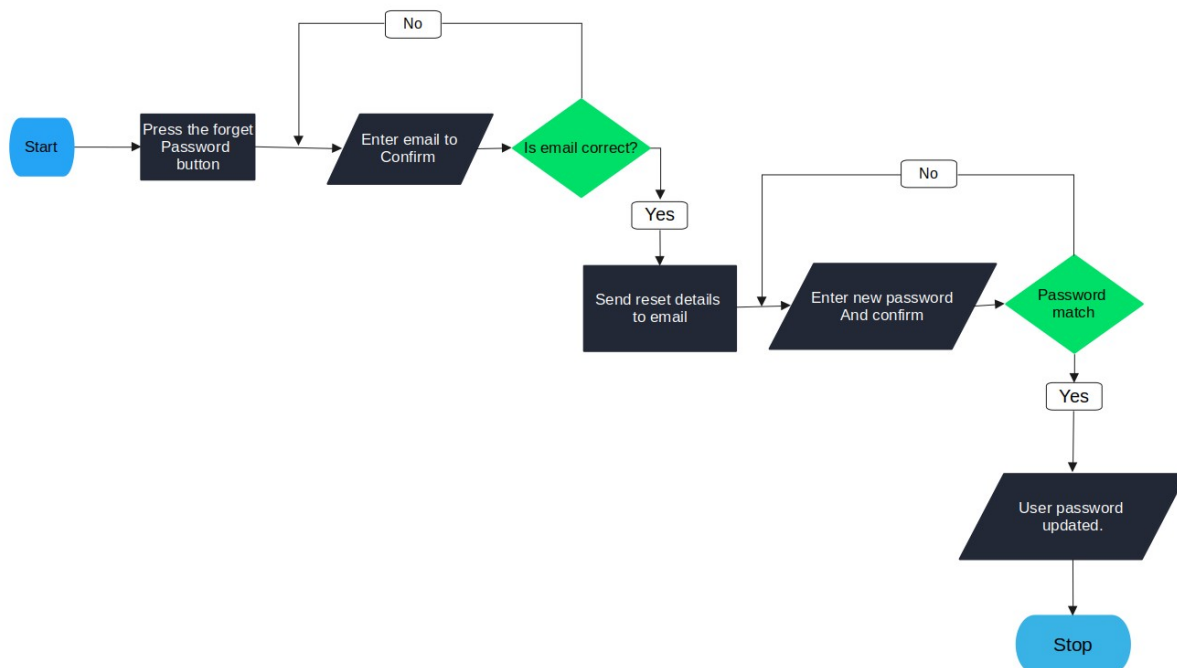 No
Start
Press the forget
Password
button
Enter email to
Confirm
Is email correct?
Yes
No
Send reset details
to email
Enter new password
And confirm
Password
match
Yes
User password
updated.
Stop